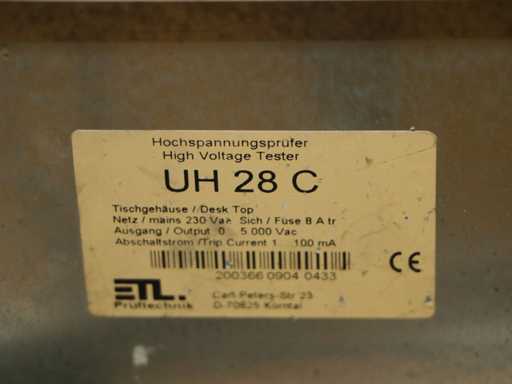 Hochspannungsprüfer
High Voltage Tester
UH 28 C
Tischgehäuse / Desk Top
Netz / mains 230 Vac Sich / Fuse 8 A tr
Ausgang / Output 0 5.000 Vac
Abschaltstrom /Trip Current 1 100 mA
200366 0904 0433
CE
ETL
Prüftechnik
Carl-Peters-Str 23
D-70825 Korntal